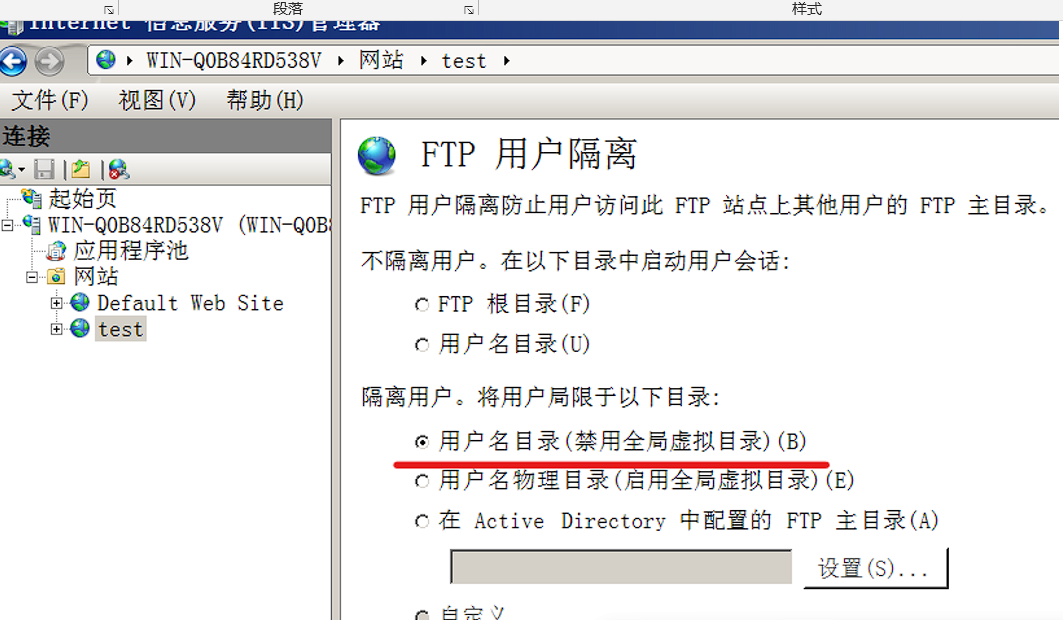 段落 样式
Internet 信息服务(IIS)管理器
WIN-Q0B84RD538V 网站 test
文件(F) 视图(V) 帮助(H)
连接
起始页
WIN-Q0B84RD538V (WIN-Q0B8
应用程序池
网站
Default Web Site
test
FTP 用户隔离
FTP 用户隔离防止用户访问此 FTP 站点上其他用户的 FTP 主目录。
不隔离用户。在以下目录中启动用户会话:
FTP 根目录(F)
用户名目录(U)
隔离用户。将用户局限于以下目录:
用户名目录(禁用全局虚拟目录)(B)
用户名物理目录(启用全局虚拟目录)(E)
在 Active Directory 中配置的 FTP 主目录(A)
设置(S)...
自定义